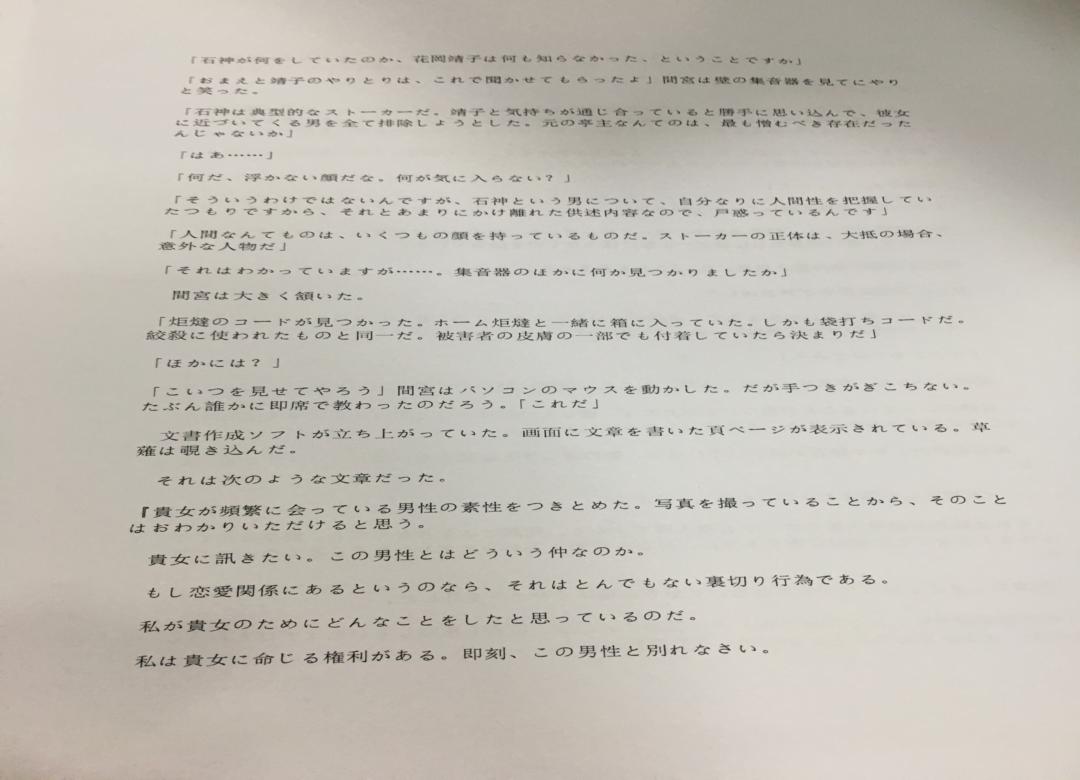 「石神が何をしていたのか、花岡靖子は何も知らなかった、ということですか」
「おまえと靖子のやりとりは、これで聞かせてもらったよ」間宮は壁の集音器を見てにやり
と笑った。
「石神は典型的なストーカーだ。靖子と気持ちが通じ合っていると勝手に思い込んで、彼女
に近づいてくる男を全て排除しようとした。元の亭主なんてのは、最も憎むべき存在だった
んじゃないか」
「はあ……」
「何だ、浮かない顔だな。何が気に入らない？」
「そういうわけではないんですが、石神という男について、自分なりに人間性を把握してい
たつもりですから、それとあまりにかけ離れた供述内容なので、戸惑っているんです」
「人間なんてものは、いくつもの顔を持っているものだ。ストーカーの正体は、大抵の場合、
意外な人物だ」
「それはわかっていますが……。集音器のほかに何か見つかりましたか」
間宮は大きく頷いた。
「炬燵のコードが見つかった。ホーム炬燵と一緒に箱に入っていた。しかも袋打ちコードだ。
絞殺に使われたものと同一だ。被害者の皮膚の一部でも付着していたら決まりだ」
「ほかには？」
「こいつを見せてやろう」間宮はパソコンのマウスを動かした。だが手つきがぎこちない。
たぶん誰かに即席で教わったのだろう。「これだ」
文書作成ソフトが立ち上がっていた。画面に文章を書いた頁ページが表示されている。草
薙は覗き込んだ。
それは次のような文章だった。
『貴女が頻繁に会っている男性の素性をつきとめた。写真を撮っていることから、そのこと
はおわかりいただけると思う。
貴女に訊きたい。この男性とはどういう仲なのか。
もし恋愛関係にあるというのなら、それはとんでもない裏切り行為である。
私が貴女のためにどんなことをしたと思っているのだ。
私は貴女に命じる権利がある。即刻、この男性と別れなさい。